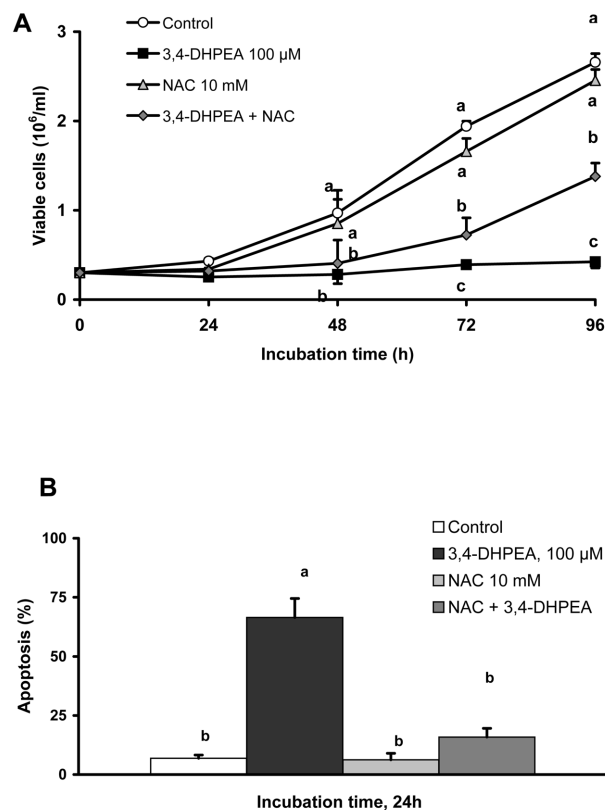 A
Control
3,4-DHPEA 100 µM
NAC 10 mM
3,4-DHPEA + NAC
Viable cells (10⁶/ml)
3
2
1
0
a
a
b
c
a
a
b
c
a
a
b
b
0 24 48 72 96
Incubation time (h)
B
Control
3,4-DHPEA, 100 µM
NAC 10 mM
NAC + 3,4-DHPEA
Apoptosis (%)
100
75
50
25
0
b
a
b
b
Incubation time, 24h